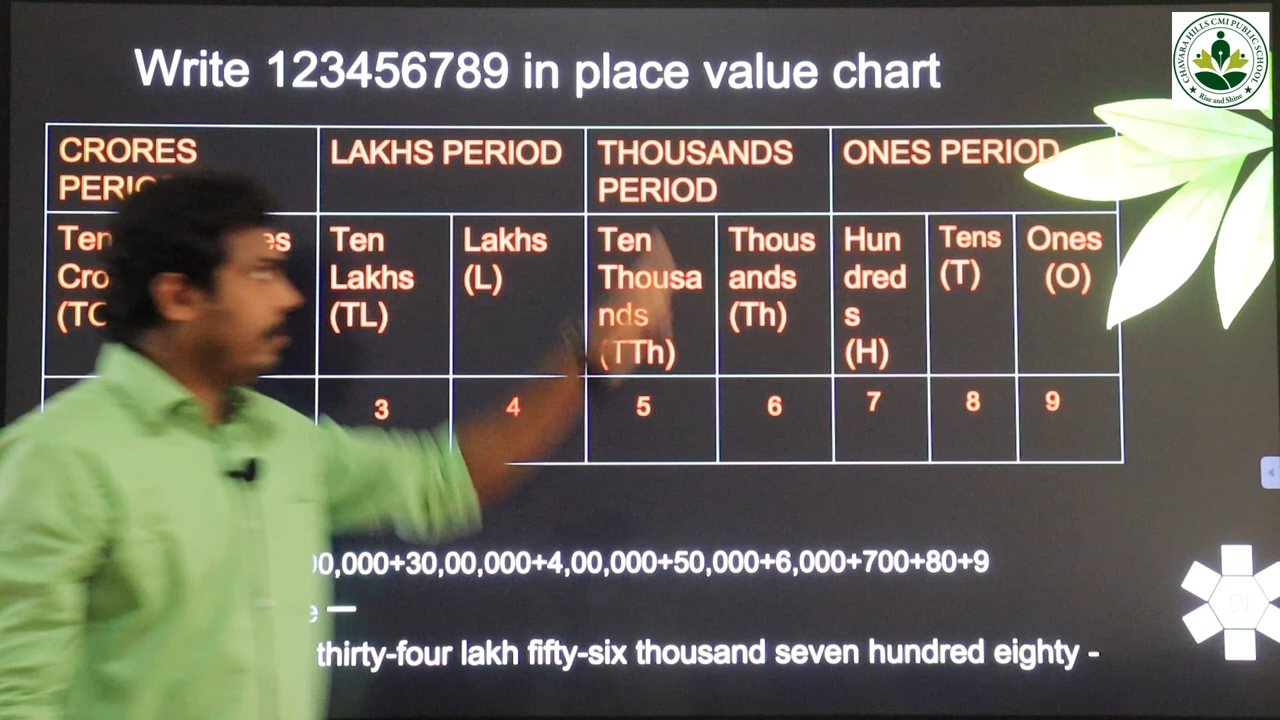 Write 123456789 in place value chart
CHAVARA HILLS CMI PUBLIC SCHOOL
Rise and Shine
CRORES
LAKHS PERIOD
THOUSANDS
PERIOD
ONES PERIOD
Ten
Ten
Lakhs
(TL)
Lakhs
(L)
Ten
Thousa
nds
(TTh)
Thous
ands
(Th)
Hun
dred
s
(H)
Tens
(T)
Ones
(O)
3 4 5 6 7 8 9
0,000+30,00,000+4,00,000+50,000+6,000+700+80+9
—
thirty-four lakh fifty-six thousand seven hundred eighty -